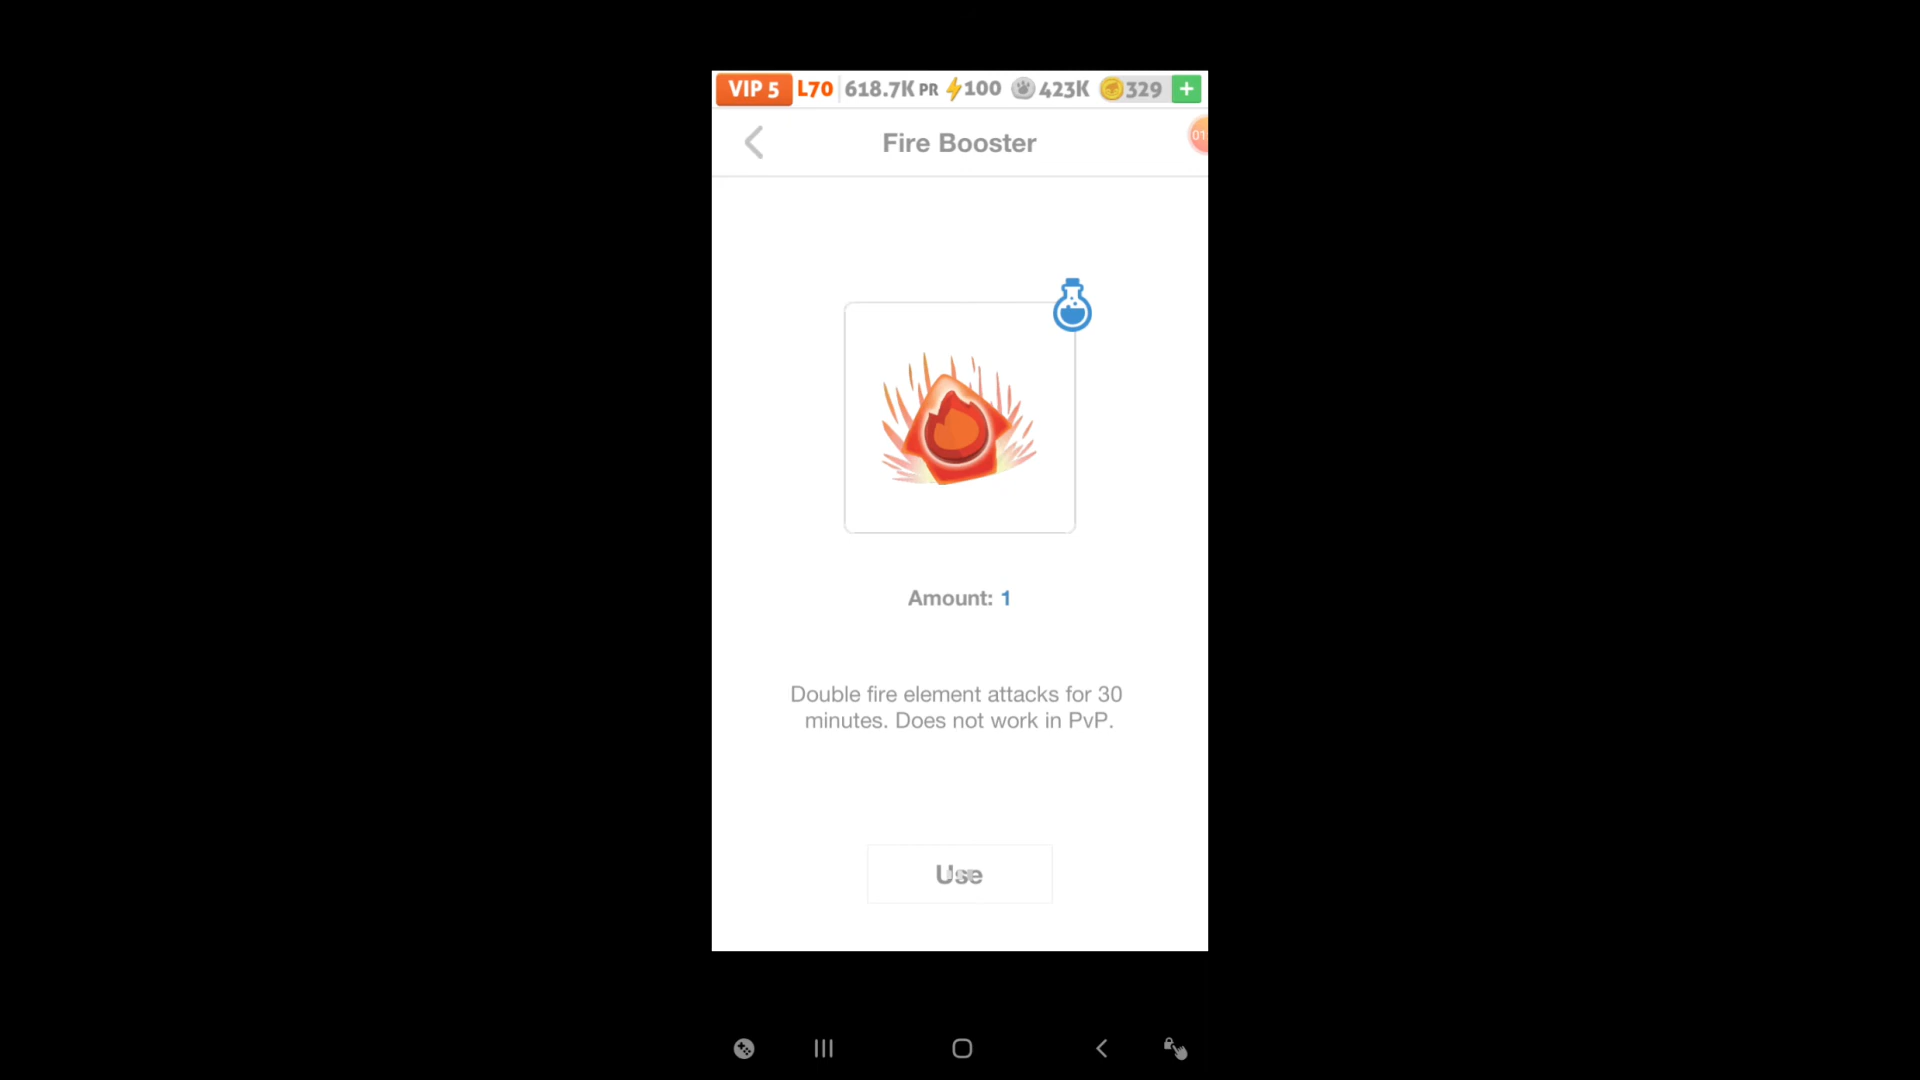 VIP 5 L70 618.7K PR 100 423K 329 +
Fire Booster
01
Amount: 1
Double fire element attacks for 30
minutes. Does not work in PvP.
Use